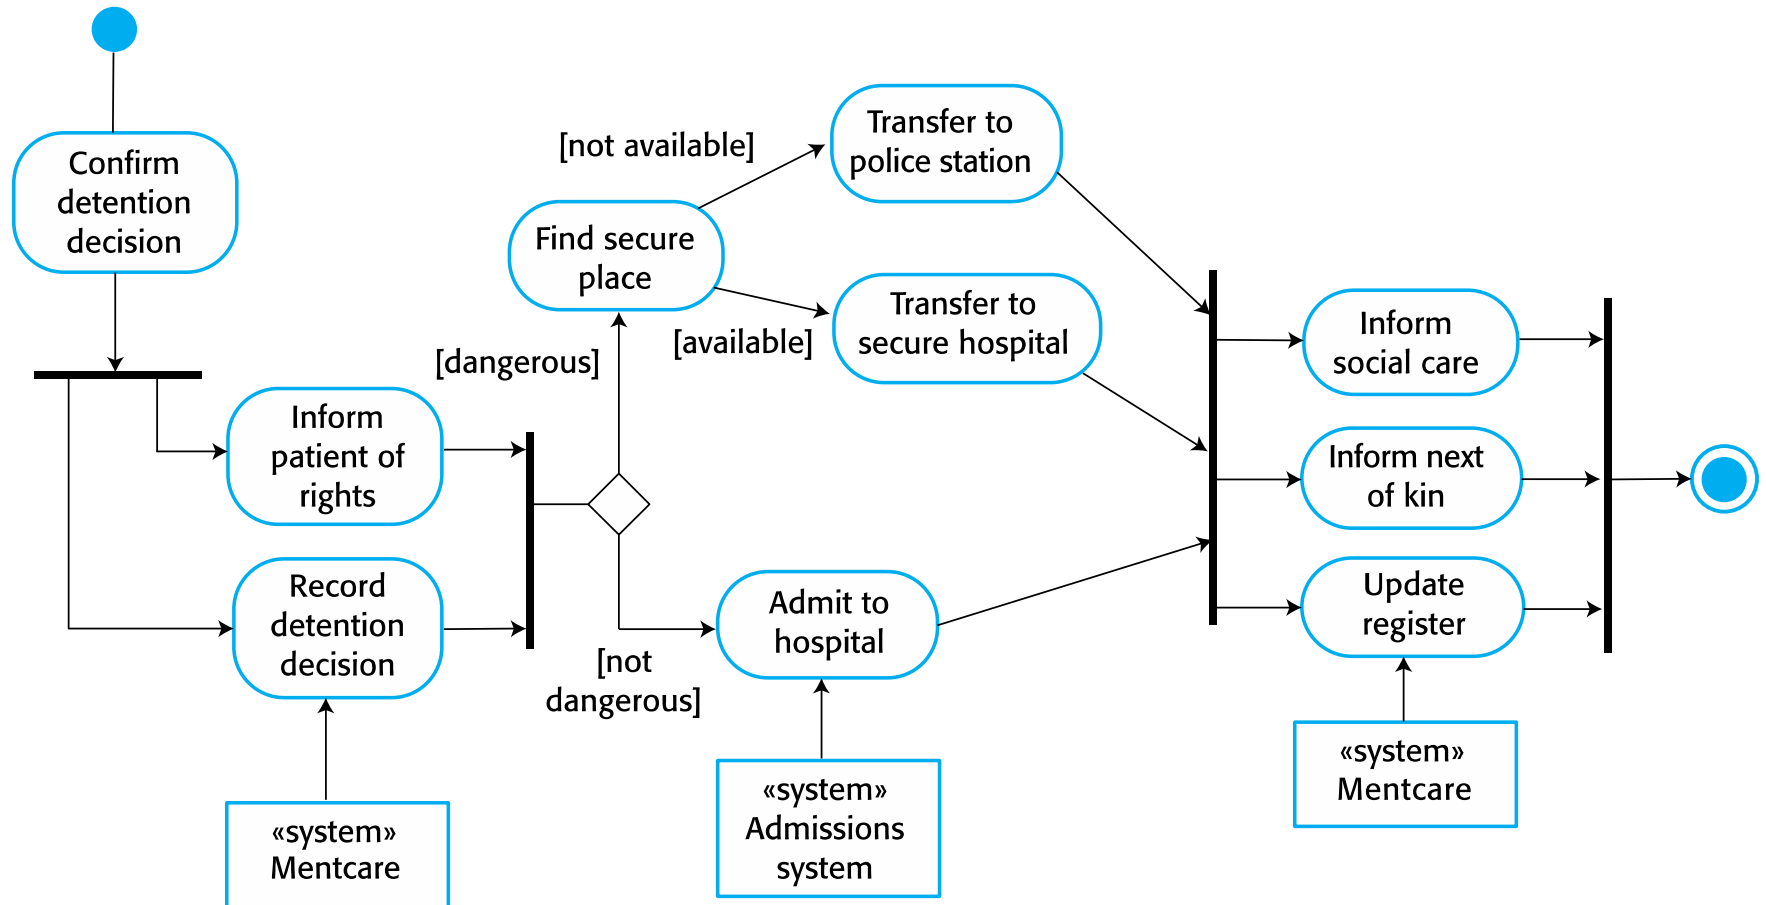 Confirm
detention
decision
Inform
patient of
rights
Record
detention
decision
«system»
Mentcare
[dangerous]
[not
dangerous]
Find secure
place
[not available]
[available]
Transfer to
police station
Transfer to
secure hospital
Admit to
hospital
«system»
Admissions
system
Inform
social care
Inform next
of kin
Update
register
«system»
Mentcare